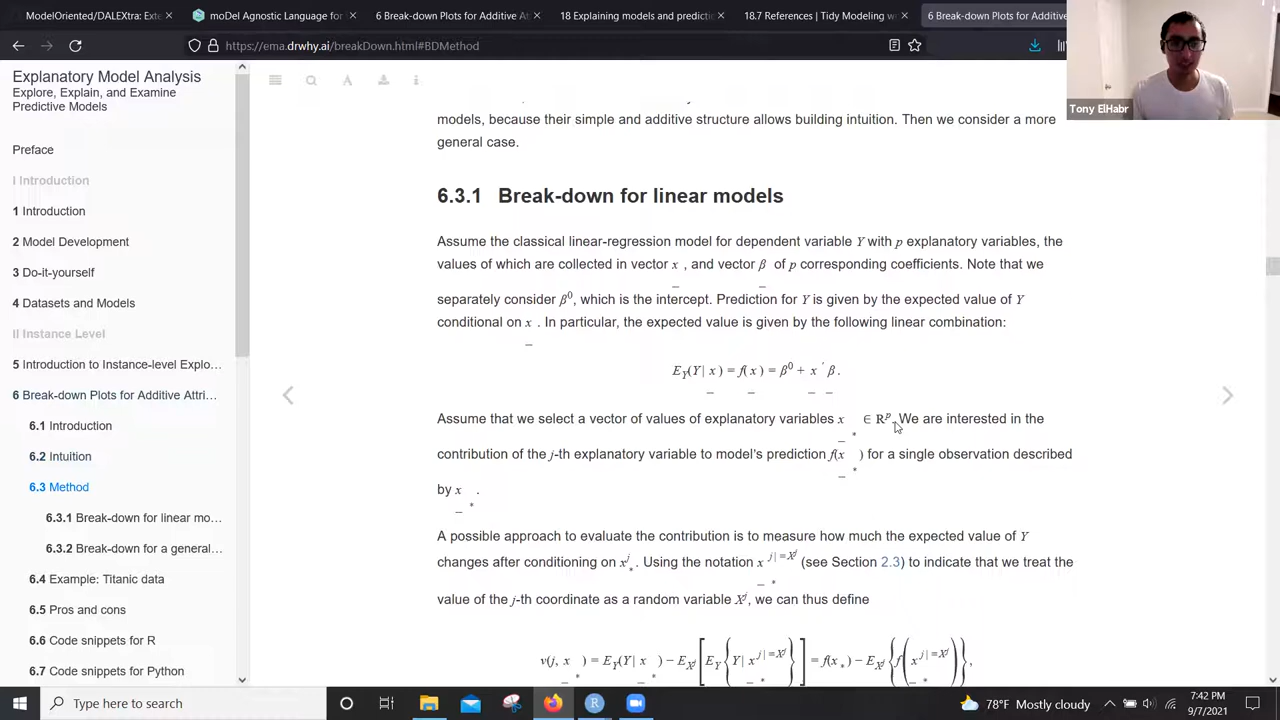 ModelOriented/DALEXtra: Exte
moDel Agnostic Language for
6 Break-down Plots for Additive A
18 Explaining models and predic
18.7 References | Tidy Modeling w
6 Break-down Plots for Additive
https://ema.drwhy.ai/breakDown.html#BDMethod
Tony ElHabr
Explanatory Model Analysis
Explore, Explain, and Examine
Predictive Models
Preface
I Introduction
1 Introduction
2 Model Development
3 Do-it-yourself
4 Datasets and Models
II Instance Level
5 Introduction to Instance-level Explo…
6 Break-down Plots for Additive Attri…
6.1 Introduction
6.2 Intuition
6.3 Method
6.3.1 Break-down for linear mo…
6.3.2 Break-down for a general…
6.4 Example: Titanic data
6.5 Pros and cons
6.6 Code snippets for R
6.7 Code snippets for Python
models, because their simple and additive structure allows building intuition. Then we consider a more
general case.
6.3.1 Break-down for linear models
Assume the classical linear-regression model for dependent variable Y with p explanatory variables, the
values of which are collected in vector x, and vector β of p corresponding coefficients. Note that we
separately consider β⁰, which is the intercept. Prediction for Y is given by the expected value of Y
conditional on x. In particular, the expected value is given by the following linear combination:
E_Y(Y | x) = f(x) = β⁰ + x′β.
Assume that we select a vector of values of explanatory variables x_* ∈ R^p. We are interested in the
contribution of the j-th explanatory variable to model's prediction f(x_*) for a single observation described
by x_*.
A possible approach to evaluate the contribution is to measure how much the expected value of Y
changes after conditioning on x_*^j. Using the notation x_*^{j|=X^j} (see Section 2.3) to indicate that we treat the
value of the j-th coordinate as a random variable X^j, we can thus define
v(j, x_*) = E_Y(Y | x_*) − E_{X^j}[E_Y{Y | x_*^{j|=X^j}}] = f(x_*) − E_{X^j}{f(x_*^{j|=X^j})},
Type here to search
78°F Mostly cloudy
7:42 PM
9/7/2021